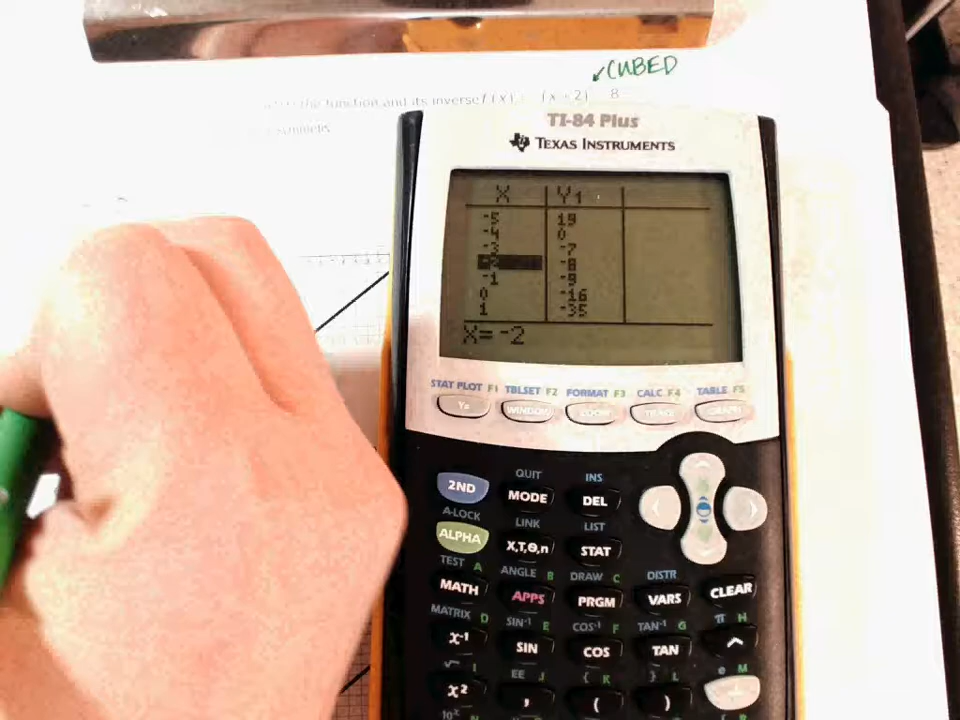 CUBED
the function and its inverse f(x) = (x + 2) 8
TI-84 Plus
TEXAS INSTRUMENTS
X Y1
-5 19
-4 0
-3 -7
-2 -8
-1 -9
0 -16
1 -35
X= -2
STAT PLOT F1 TBLSET F2 FORMAT F3 CALC F4 TABLE F5
Y= WINDOW ZOOM TRACE GRAPH
QUIT INS
2ND MODE DEL
A-LOCK LINK LIST
ALPHA X,T,Θ,n STAT
TEST A ANGLE B DRAW C DISTR
MATH APPS PRGM VARS CLEAR
MATRIX D SIN-1 E COS-1 F TAN-1 G π H
x-1 SIN COS TAN ^
√ I EE J { K } L e M
x² , ( ) ÷
10x N